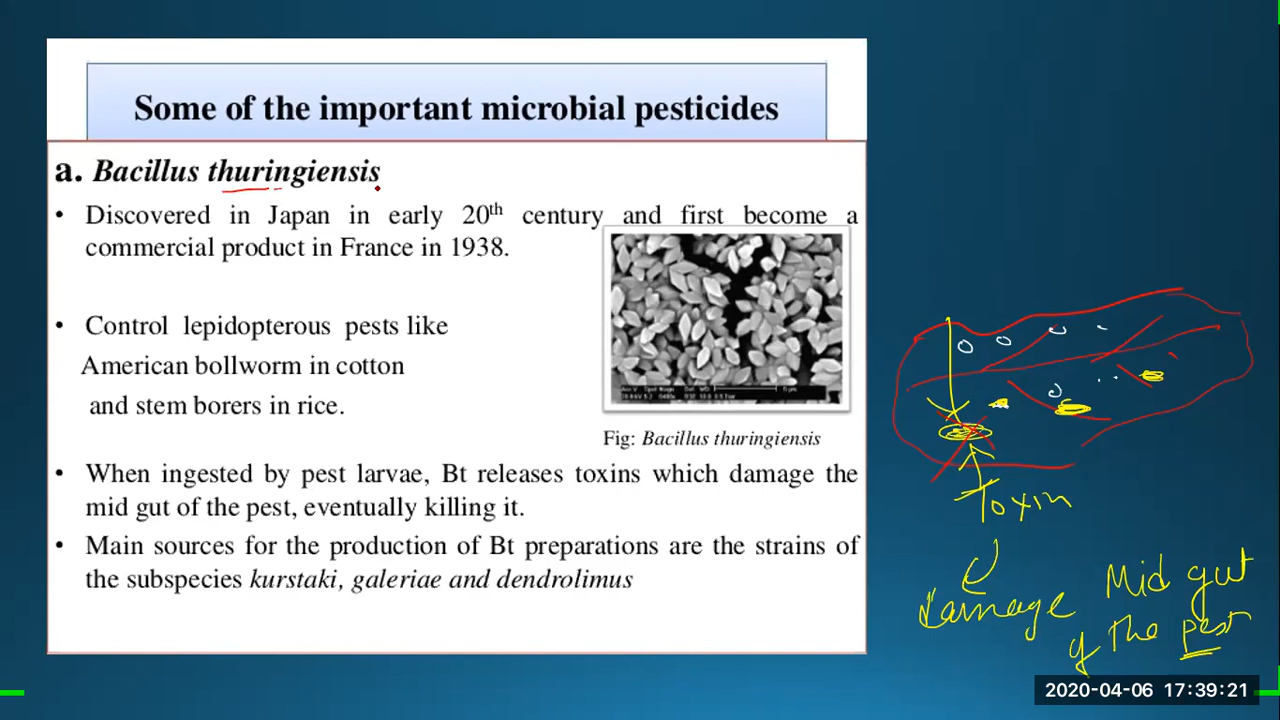 Some of the important microbial pesticides
a. Bacillus thuringiensis
• Discovered in Japan in early 20th century and first become a
commercial product in France in 1938.
• Control lepidopterous pests like
American bollworm in cotton
and stem borers in rice.
Fig: Bacillus thuringiensis
• When ingested by pest larvae, Bt releases toxins which damage the
mid gut of the pest, eventually killing it.
• Main sources for the production of Bt preparations are the strains of
the subspecies kurstaki, galeriae and dendrolimus
Toxin
Damage Mid gut
of the pest
2020-04-06 17:39:21